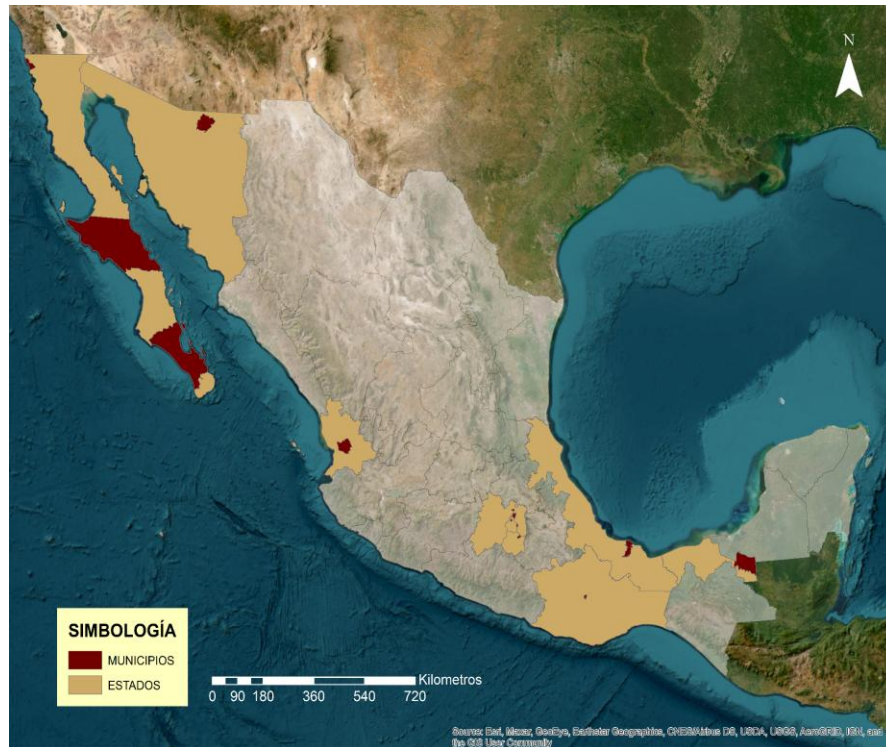 N
SIMBOLOGÍA
MUNICIPIOS
ESTADOS
Kilometros
0 90 180 360 540 720
Source: Esri, Maxar, GeoEye, Earthstar Geographics, CNES/Airbus DS, USDA, USGS, AeroGRID, IGN, and
the GIS User Community